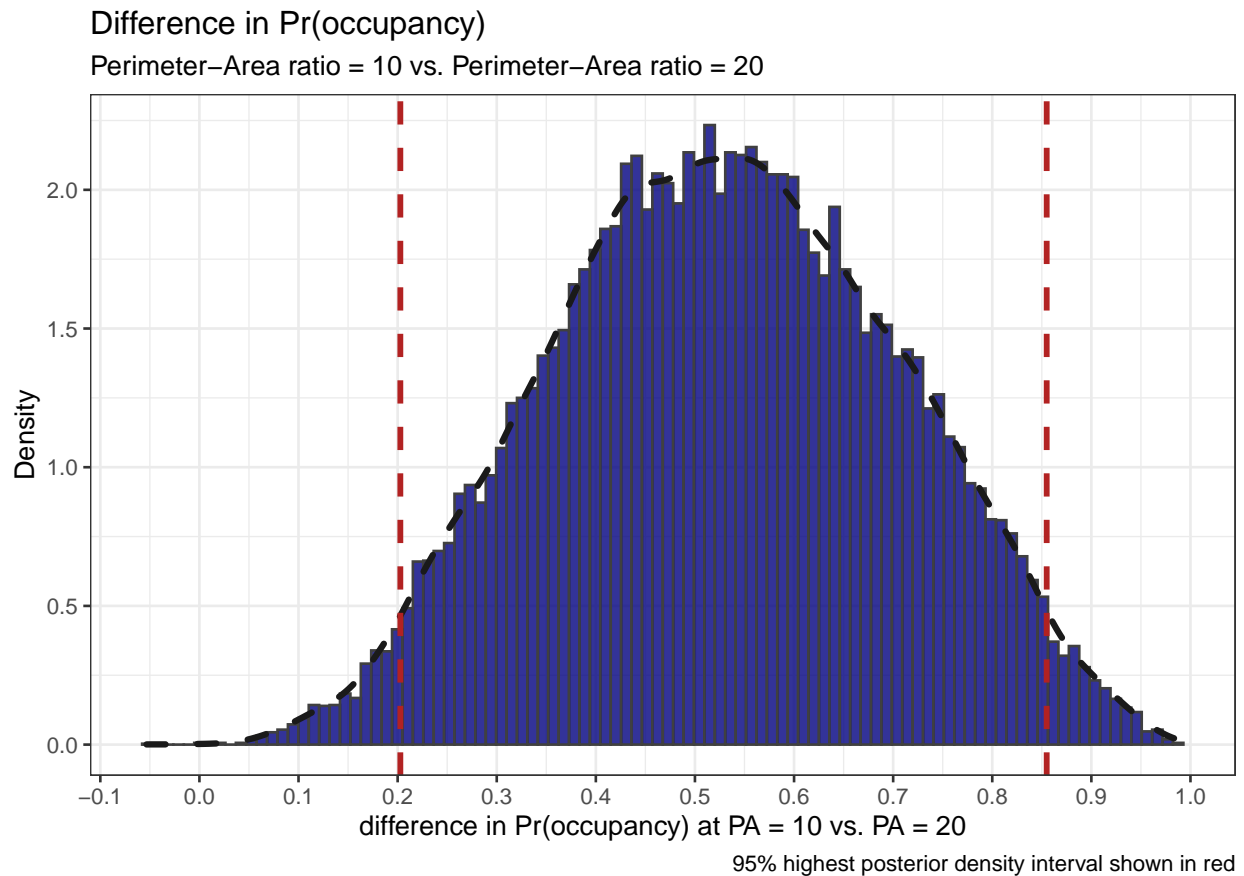 Difference in Pr(occupancy)
Perimeter−Area ratio = 10 vs. Perimeter−Area ratio = 20
Density
2.0
1.5
1.0
0.5
0.0
−0.1 0.0 0.1 0.2 0.3 0.4 0.5 0.6 0.7 0.8 0.9 1.0
difference in Pr(occupancy) at PA = 10 vs. PA = 20
95% highest posterior density interval shown in red